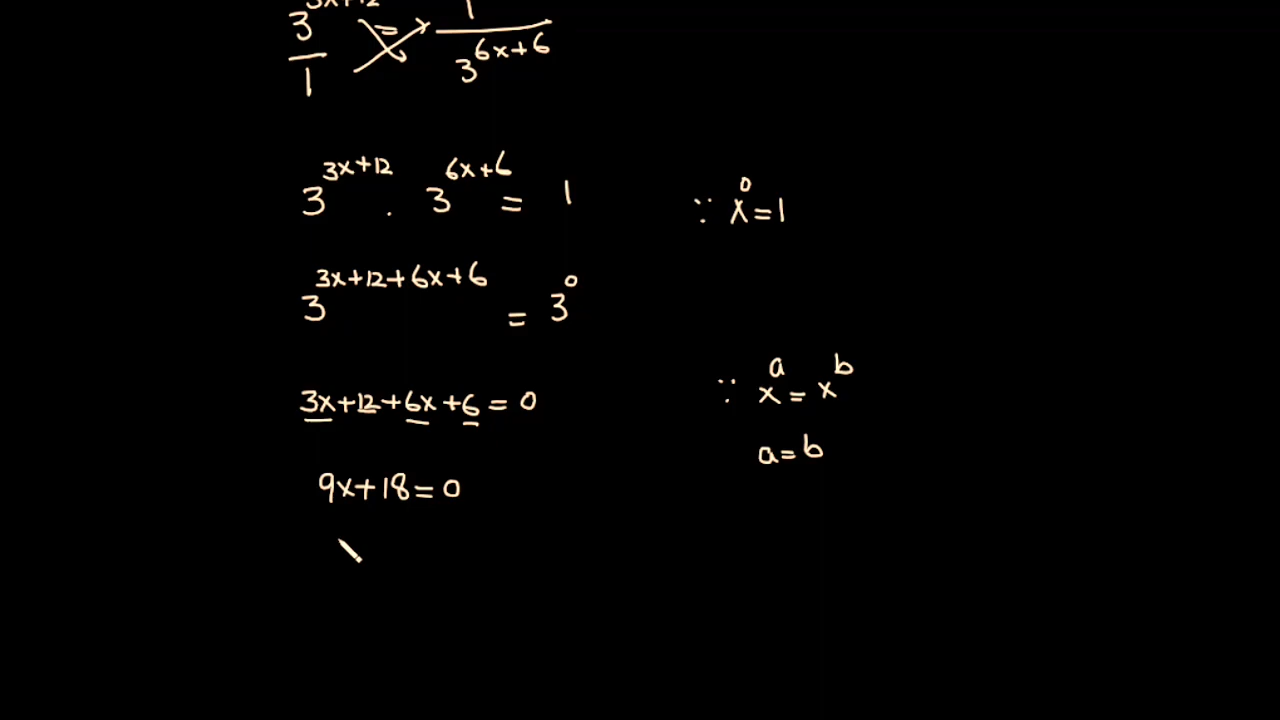 3^(3x+12) / 1 = 1 / 3^(6x+6)
3^(3x+12) . 3^(6x+6) = 1
∵ x^0 = 1
3^(3x+12+6x+6) = 3^0
3x+12+6x+6 = 0
∵ x^a = x^b
a = b
9x+18 = 0